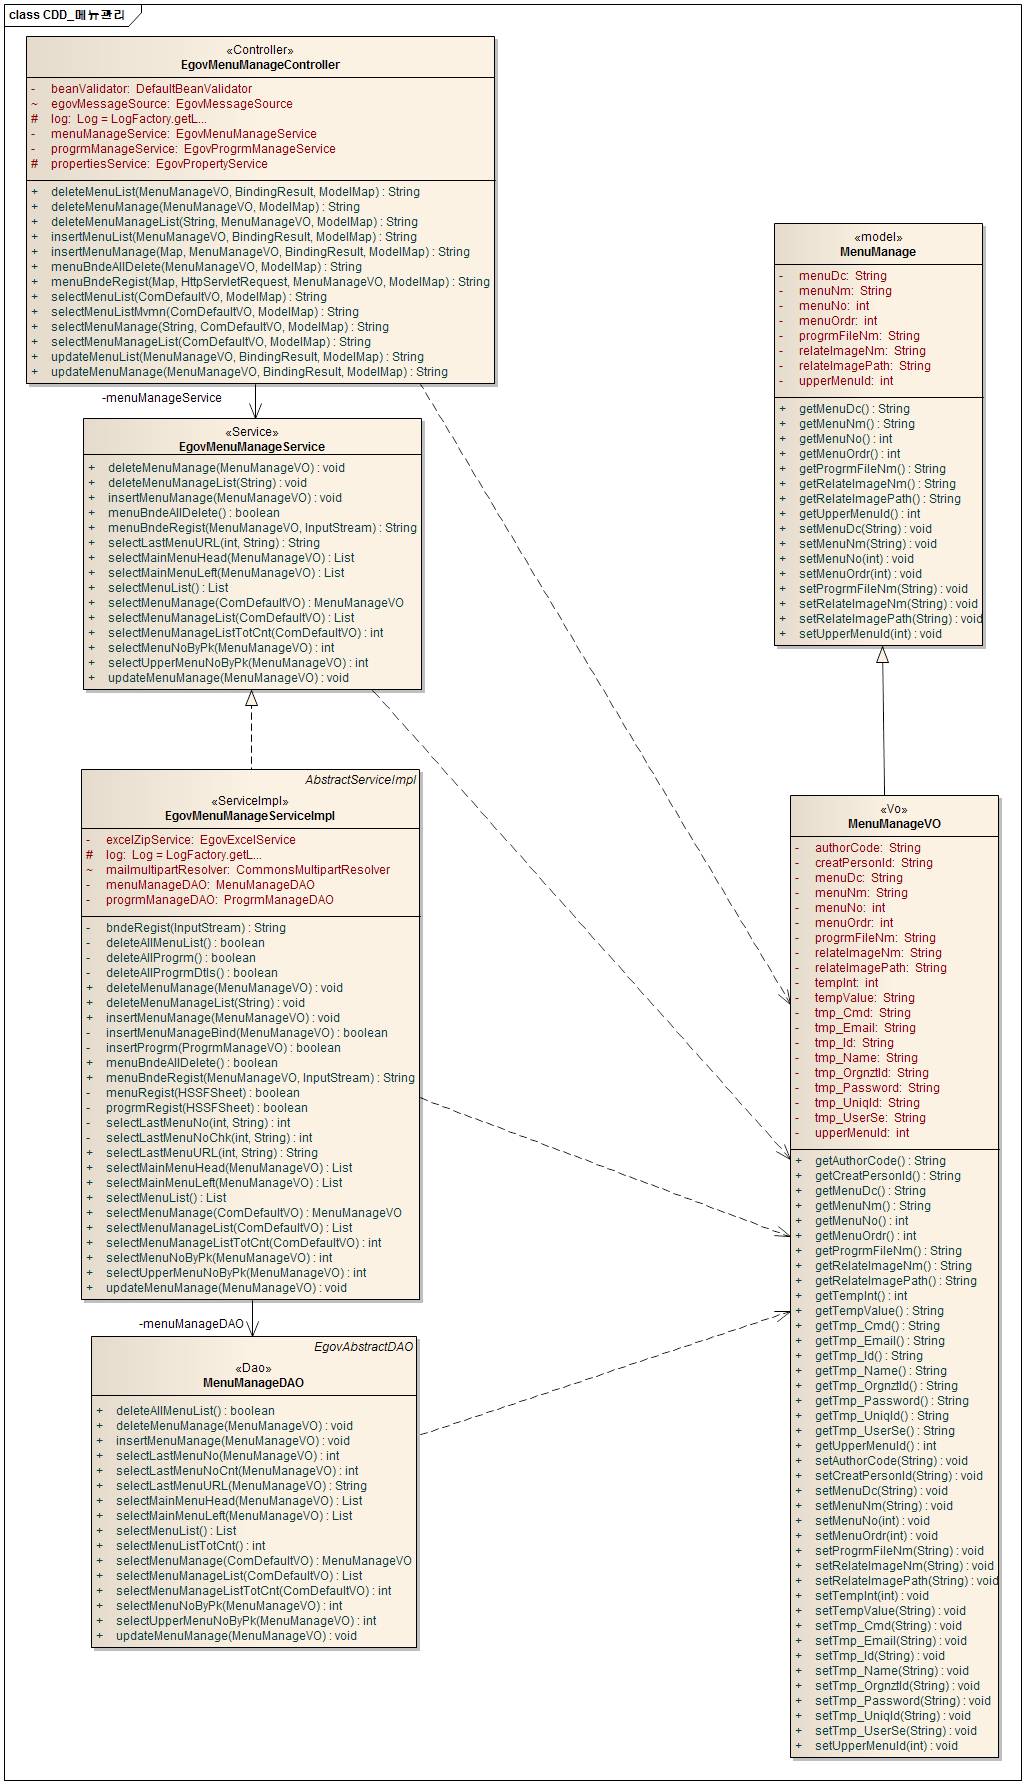 class CDD_메뉴관리
«Controller»
EgovMenuManageController
- beanValidator: DefaultBeanValidator
~ egovMessageSource: EgovMessageSource
# log: Log = LogFactory.getL...
- menuManageService: EgovMenuManageService
- progrmManageService: EgovProgrmManageService
# propertiesService: EgovPropertyService
+ deleteMenuList(MenuManageVO, BindingResult, ModelMap) : String
+ deleteMenuManage(MenuManageVO, ModelMap) : String
+ deleteMenuManageList(String, MenuManageVO, ModelMap) : String
+ insertMenuList(MenuManageVO, BindingResult, ModelMap) : String
+ insertMenuManage(Map, MenuManageVO, BindingResult, ModelMap) : String
+ menuBndeAllDelete(MenuManageVO, ModelMap) : String
+ menuBndeRegist(Map, HttpServletRequest, MenuManageVO, ModelMap) : String
+ selectMenuList(ComDefaultVO, ModelMap) : String
+ selectMenuListMvmn(ComDefaultVO, ModelMap) : String
+ selectMenuManage(String, ComDefaultVO, ModelMap) : String
+ selectMenuManageList(ComDefaultVO, ModelMap) : String
+ updateMenuList(MenuManageVO, BindingResult, ModelMap) : String
+ updateMenuManage(MenuManageVO, BindingResult, ModelMap) : String
-menuManageService
«Service»
EgovMenuManageService
+ deleteMenuManage(MenuManageVO) : void
+ deleteMenuManageList(String) : void
+ insertMenuManage(MenuManageVO) : void
+ menuBndeAllDelete() : boolean
+ menuBndeRegist(MenuManageVO, InputStream) : String
+ selectLastMenuURL(int, String) : String
+ selectMainMenuHead(MenuManageVO) : List
+ selectMainMenuLeft(MenuManageVO) : List
+ selectMenuList() : List
+ selectMenuManage(ComDefaultVO) : MenuManageVO
+ selectMenuManageList(ComDefaultVO) : List
+ selectMenuManageListTotCnt(ComDefaultVO) : int
+ selectMenuNoByPk(MenuManageVO) : int
+ selectUpperMenuNoByPk(MenuManageVO) : int
+ updateMenuManage(MenuManageVO) : void
AbstractServiceImpl
«ServiceImpl»
EgovMenuManageServiceImpl
- excelZipService: EgovExcelService
# log: Log = LogFactory.getL...
~ mailmultipartResolver: CommonsMultipartResolver
- menuManageDAO: MenuManageDAO
- progrmManageDAO: ProgrmManageDAO
- bndeRegist(InputStream) : String
- deleteAllMenuList() : boolean
- deleteAllProgrm() : boolean
- deleteAllProgrmDtls() : boolean
+ deleteMenuManage(MenuManageVO) : void
+ deleteMenuManageList(String) : void
+ insertMenuManage(MenuManageVO) : void
- insertMenuManageBind(MenuManageVO) : boolean
- insertProgrm(ProgrmManageVO) : boolean
+ menuBndeAllDelete() : boolean
+ menuBndeRegist(MenuManageVO, InputStream) : String
- menuRegist(HSSFSheet) : boolean
- progrmRegist(HSSFSheet) : boolean
- selectLastMenuNo(int, String) : int
- selectLastMenuNoChk(int, String) : int
+ selectLastMenuURL(int, String) : String
+ selectMainMenuHead(MenuManageVO) : List
+ selectMainMenuLeft(MenuManageVO) : List
+ selectMenuList() : List
+ selectMenuManage(ComDefaultVO) : MenuManageVO
+ selectMenuManageList(ComDefaultVO) : List
+ selectMenuManageListTotCnt(ComDefaultVO) : int
+ selectMenuNoByPk(MenuManageVO) : int
+ selectUpperMenuNoByPk(MenuManageVO) : int
+ updateMenuManage(MenuManageVO) : void
-menuManageDAO
EgovAbstractDAO
«Dao»
MenuManageDAO
+ deleteAllMenuList() : boolean
+ deleteMenuManage(MenuManageVO) : void
+ insertMenuManage(MenuManageVO) : void
+ selectLastMenuNo(MenuManageVO) : int
+ selectLastMenuNoCnt(MenuManageVO) : int
+ selectLastMenuURL(MenuManageVO) : String
+ selectMainMenuHead(MenuManageVO) : List
+ selectMainMenuLeft(MenuManageVO) : List
+ selectMenuList() : List
+ selectMenuListTotCnt() : int
+ selectMenuManage(ComDefaultVO) : MenuManageVO
+ selectMenuManageList(ComDefaultVO) : List
+ selectMenuManageListTotCnt(ComDefaultVO) : int
+ selectMenuNoByPk(MenuManageVO) : int
+ selectUpperMenuNoByPk(MenuManageVO) : int
+ updateMenuManage(MenuManageVO) : void
«model»
MenuManage
- menuDc: String
- menuNm: String
- menuNo: int
- menuOrdr: int
- progrmFileNm: String
- relateImageNm: String
- relateImagePath: String
- upperMenuId: int
+ getMenuDc() : String
+ getMenuNm() : String
+ getMenuNo() : int
+ getMenuOrdr() : int
+ getProgrmFileNm() : String
+ getRelateImageNm() : String
+ getRelateImagePath() : String
+ getUpperMenuId() : int
+ setMenuDc(String) : void
+ setMenuNm(String) : void
+ setMenuNo(int) : void
+ setMenuOrdr(int) : void
+ setProgrmFileNm(String) : void
+ setRelateImageNm(String) : void
+ setRelateImagePath(String) : void
+ setUpperMenuId(int) : void
«Vo»
MenuManageVO
- authorCode: String
- creatPersonId: String
- menuDc: String
- menuNm: String
- menuNo: int
- menuOrdr: int
- progrmFileNm: String
- relateImageNm: String
- relateImagePath: String
- tempInt: int
- tempValue: String
- tmp_Cmd: String
- tmp_Email: String
- tmp_Id: String
- tmp_Name: String
- tmp_OrgnztId: String
- tmp_Password: String
- tmp_UniqId: String
- tmp_UserSe: String
- upperMenuId: int
+ getAuthorCode() : String
+ getCreatPersonId() : String
+ getMenuDc() : String
+ getMenuNm() : String
+ getMenuNo() : int
+ getMenuOrdr() : int
+ getProgrmFileNm() : String
+ getRelateImageNm() : String
+ getRelateImagePath() : String
+ getTempInt() : int
+ getTempValue() : String
+ getTmp_Cmd() : String
+ getTmp_Email() : String
+ getTmp_Id() : String
+ getTmp_Name() : String
+ getTmp_OrgnztId() : String
+ getTmp_Password() : String
+ getTmp_UniqId() : String
+ getTmp_UserSe() : String
+ getUpperMenuId() : int
+ setAuthorCode(String) : void
+ setCreatPersonId(String) : void
+ setMenuDc(String) : void
+ setMenuNm(String) : void
+ setMenuNo(int) : void
+ setMenuOrdr(int) : void
+ setProgrmFileNm(String) : void
+ setRelateImageNm(String) : void
+ setRelateImagePath(String) : void
+ setTempInt(int) : void
+ setTempValue(String) : void
+ setTmp_Cmd(String) : void
+ setTmp_Email(String) : void
+ setTmp_Id(String) : void
+ setTmp_Name(String) : void
+ setTmp_OrgnztId(String) : void
+ setTmp_Password(String) : void
+ setTmp_UniqId(String) : void
+ setTmp_UserSe(String) : void
+ setUpperMenuId(int) : void